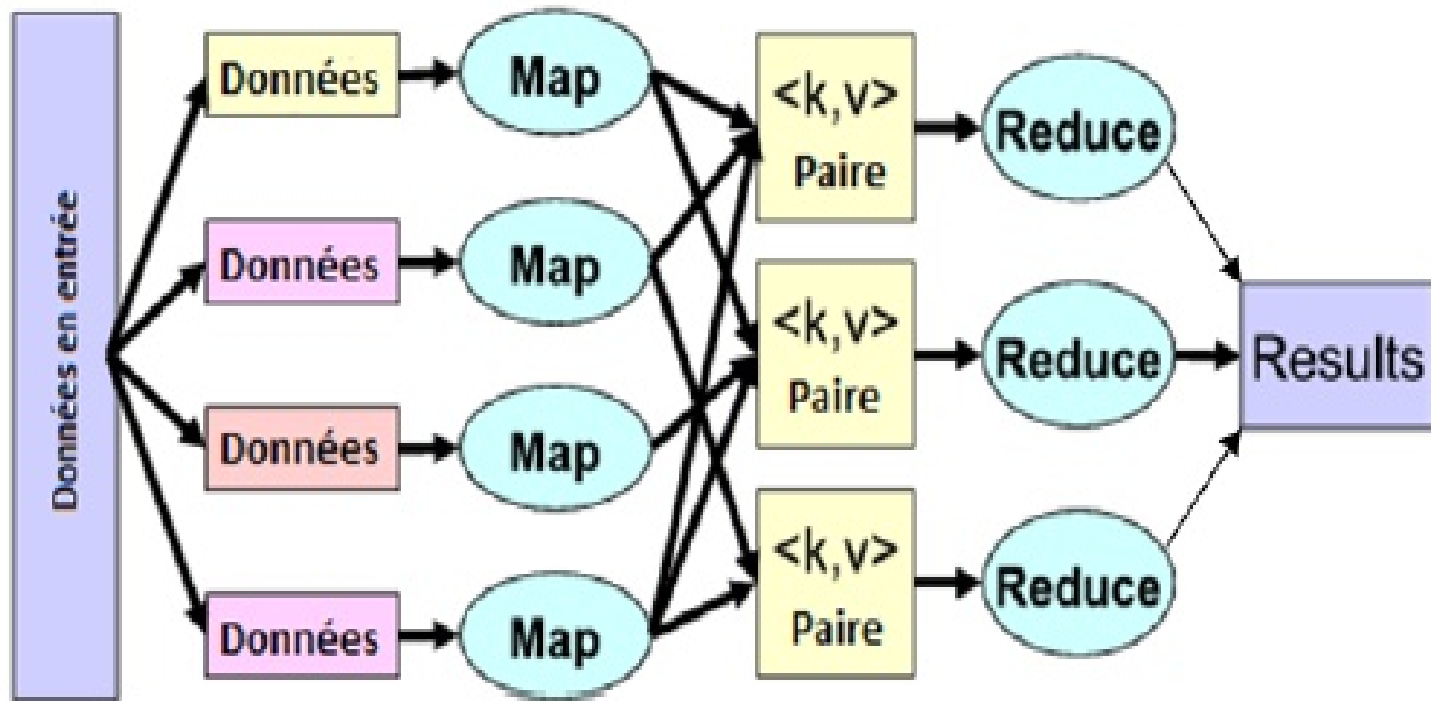 Données en entrée
Données
Map
Données
Map
Données
Map
Données
Map
<k,v>
Paire
<k,v>
Paire
<k,v>
Paire
Reduce
Reduce
Reduce
Results